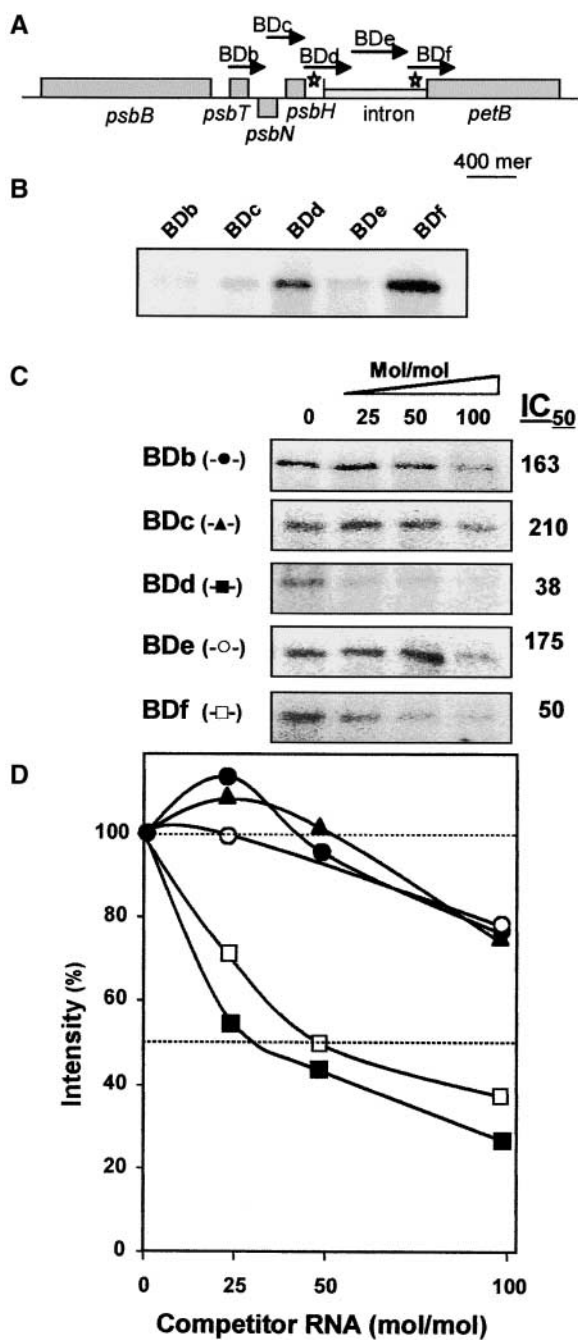 A
BDb BDc BDd BDe BDf
psbB psbT psbN psbH intron petB
400 mer
B
BDb BDc BDd BDe BDf
C
Mol/mol
0 25 50 100 IC50
BDb (-●-) 163
BDc (-▲-) 210
BDd (-■-) 38
BDe (-○-) 175
BDf (-□-) 50
D
100
80
60
40
20
0
Intensity (%)
0 25 50 100
Competitor RNA (mol/mol)